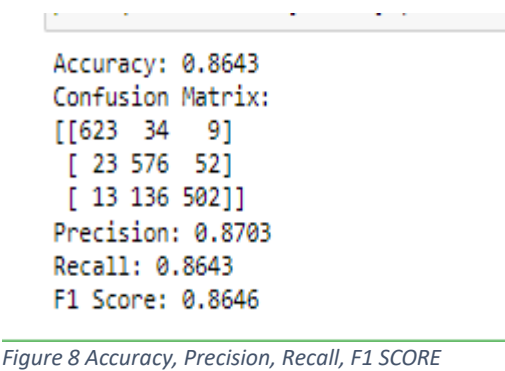 Accuracy: 0.8643
Confusion Matrix:
[[623 34 9]
[ 23 576 52]
[ 13 136 502]]
Precision: 0.8703
Recall: 0.8643
F1 Score: 0.8646
Figure 8 Accuracy, Precision, Recall, F1 SCORE